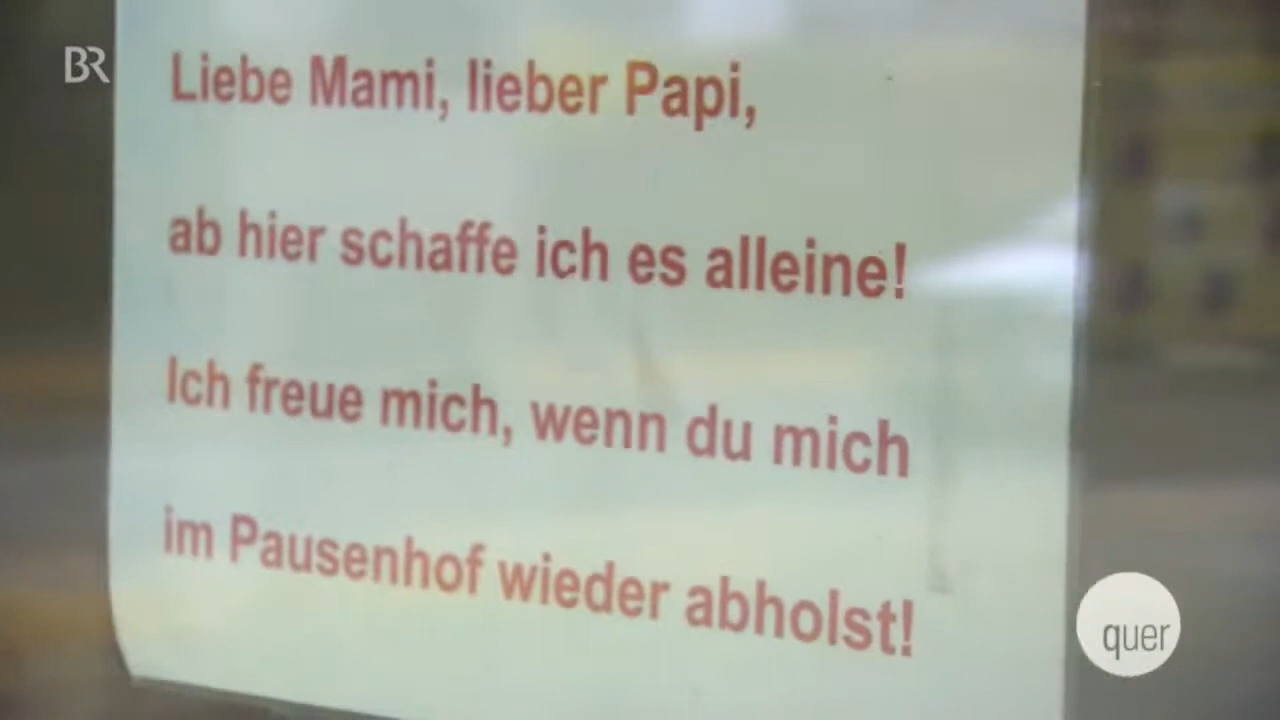 BR
Liebe Mami, lieber Papi,
ab hier schaffe ich es alleine!
Ich freue mich, wenn du mich
im Pausenhof wieder abholst!
quer